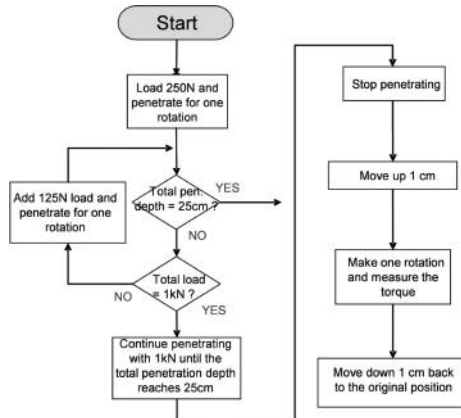 Start
Load 250N and
penetrate for one
rotation
Add 125N load and
penetrate for one
rotation
Total pen.
depth = 25cm ?
YES
NO
Total load
= 1kN ?
NO
YES
Continue penetrating
with 1kN until the
total penetration depth
reaches 25cm
Stop penetrating
Move up 1 cm
Make one rotation
and measure the
torque
Move down 1 cm back
to the original position